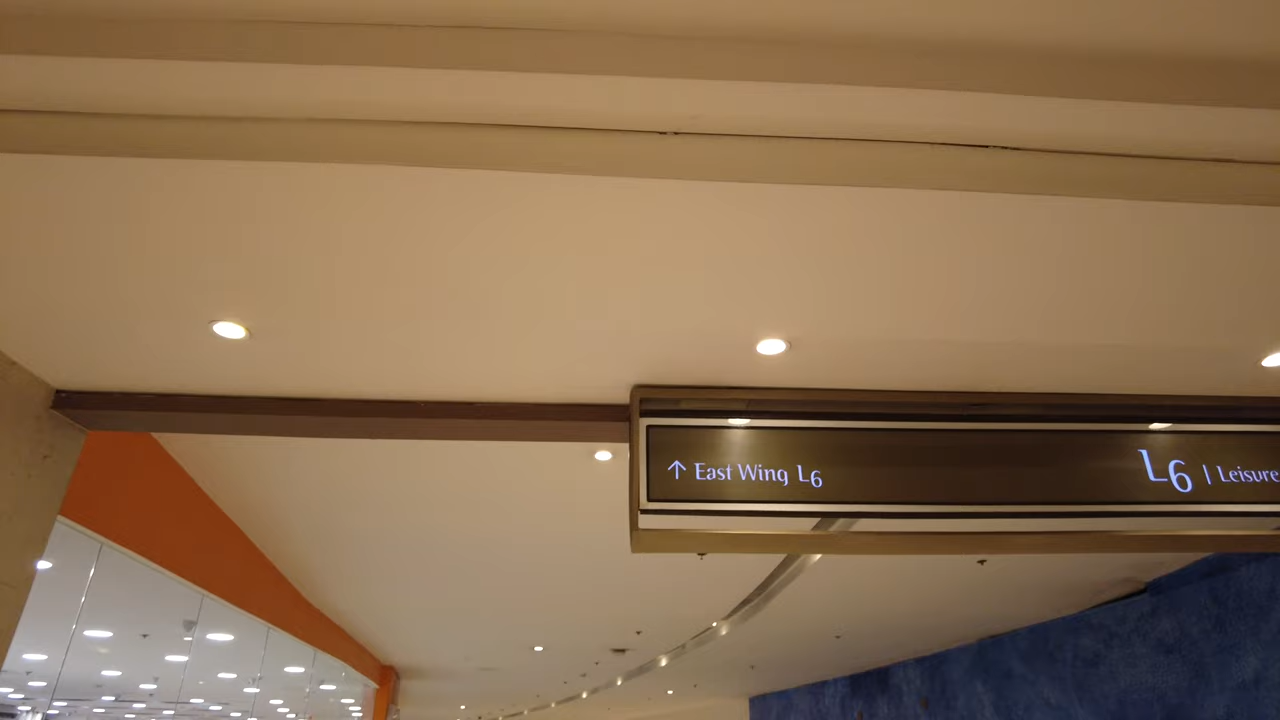 ↑ East Wing L6
L6 | Leisure